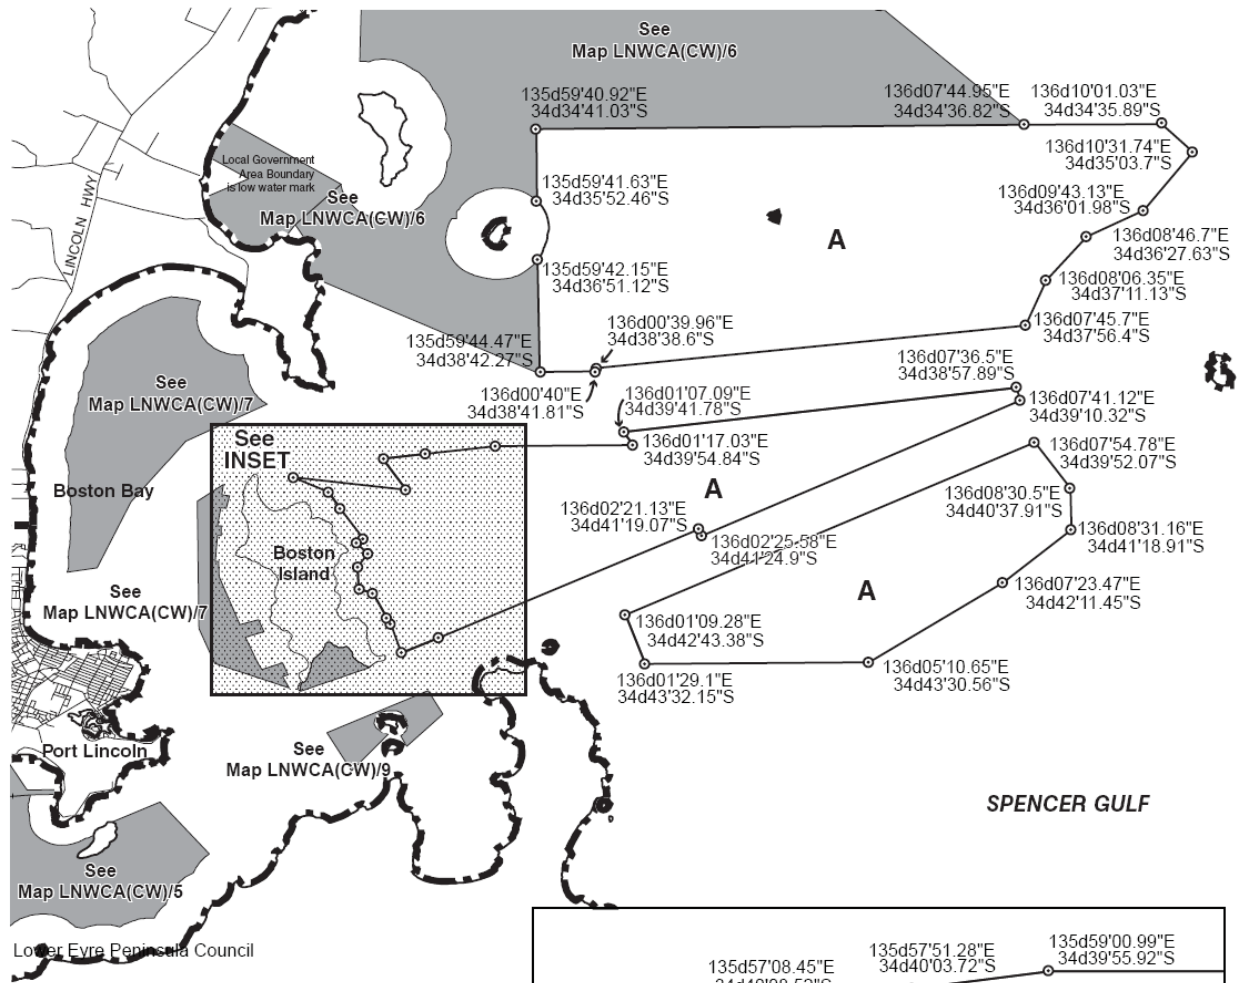 See
Map LNWCA(CW)/6
135d59'40.92"E
34d34'41.03"S
136d07'44.95"E
34d34'36.82"S
136d10'01.03"E
34d34'35.89"S
136d10'31.74"E
34d35'03.7"S
Local Government
Area Boundary
is low water mark
See
Map LNWCA(CW)/6
135d59'41.63"E
34d35'52.46"S
136d09'43.13"E
34d36'01.98"S
A
136d08'46.7"E
34d36'27.63"S
LINCOLN HWY
135d59'42.15"E
34d36'51.12"S
136d08'06.35"E
34d37'11.13"S
136d00'39.96"E
34d38'38.6"S
136d07'45.7"E
34d37'56.4"S
135d59'44.47"E
34d38'42.27"S
136d07'36.5"E
34d38'57.89"S
See
Map LNWCA(CW)/7
136d00'40"E
34d38'41.81"S
136d01'07.09"E
34d39'41.78"S
136d07'41.12"E
34d39'10.32"S
See
INSET
136d01'17.03"E
34d39'54.84"S
136d07'54.78"E
34d39'52.07"S
Boston Bay
A
136d08'30.5"E
34d40'37.91"S
136d02'21.13"E
34d41'19.07"S
136d02'25.58"E
34d41'24.9"S
136d08'31.16"E
34d41'18.91"S
Boston
Island
See
Map LNWCA(CW)/7
A
136d07'23.47"E
34d42'11.45"S
136d01'09.28"E
34d42'43.38"S
136d05'10.65"E
34d43'30.56"S
136d01'29.1"E
34d43'32.15"S
Port Lincoln
See
Map LNWCA(CW)/9
SPENCER GULF
See
Map LNWCA(CW)/5
Lower Eyre Peninsula Council
135d57'08.45"E
135d57'51.28"E
34d40'03.72"S
135d59'00.99"E
34d39'55.92"S